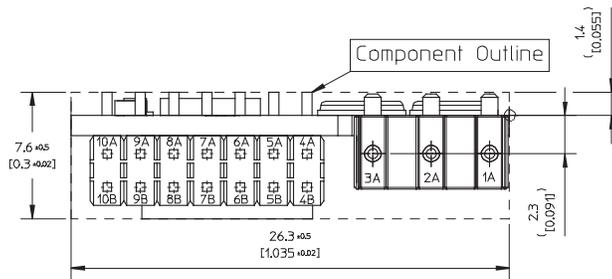 1.4
[0.055]
Component Outline
7.6 ±0.5
[0.3 ±0.02]
10A 9A 8A 7A 6A 5A 4A
3A 2A 1A
10B 9B 8B 7B 6B 5B 4B
2.3
[0.091]
26.3 ±0.5
[1.035 ±0.02]